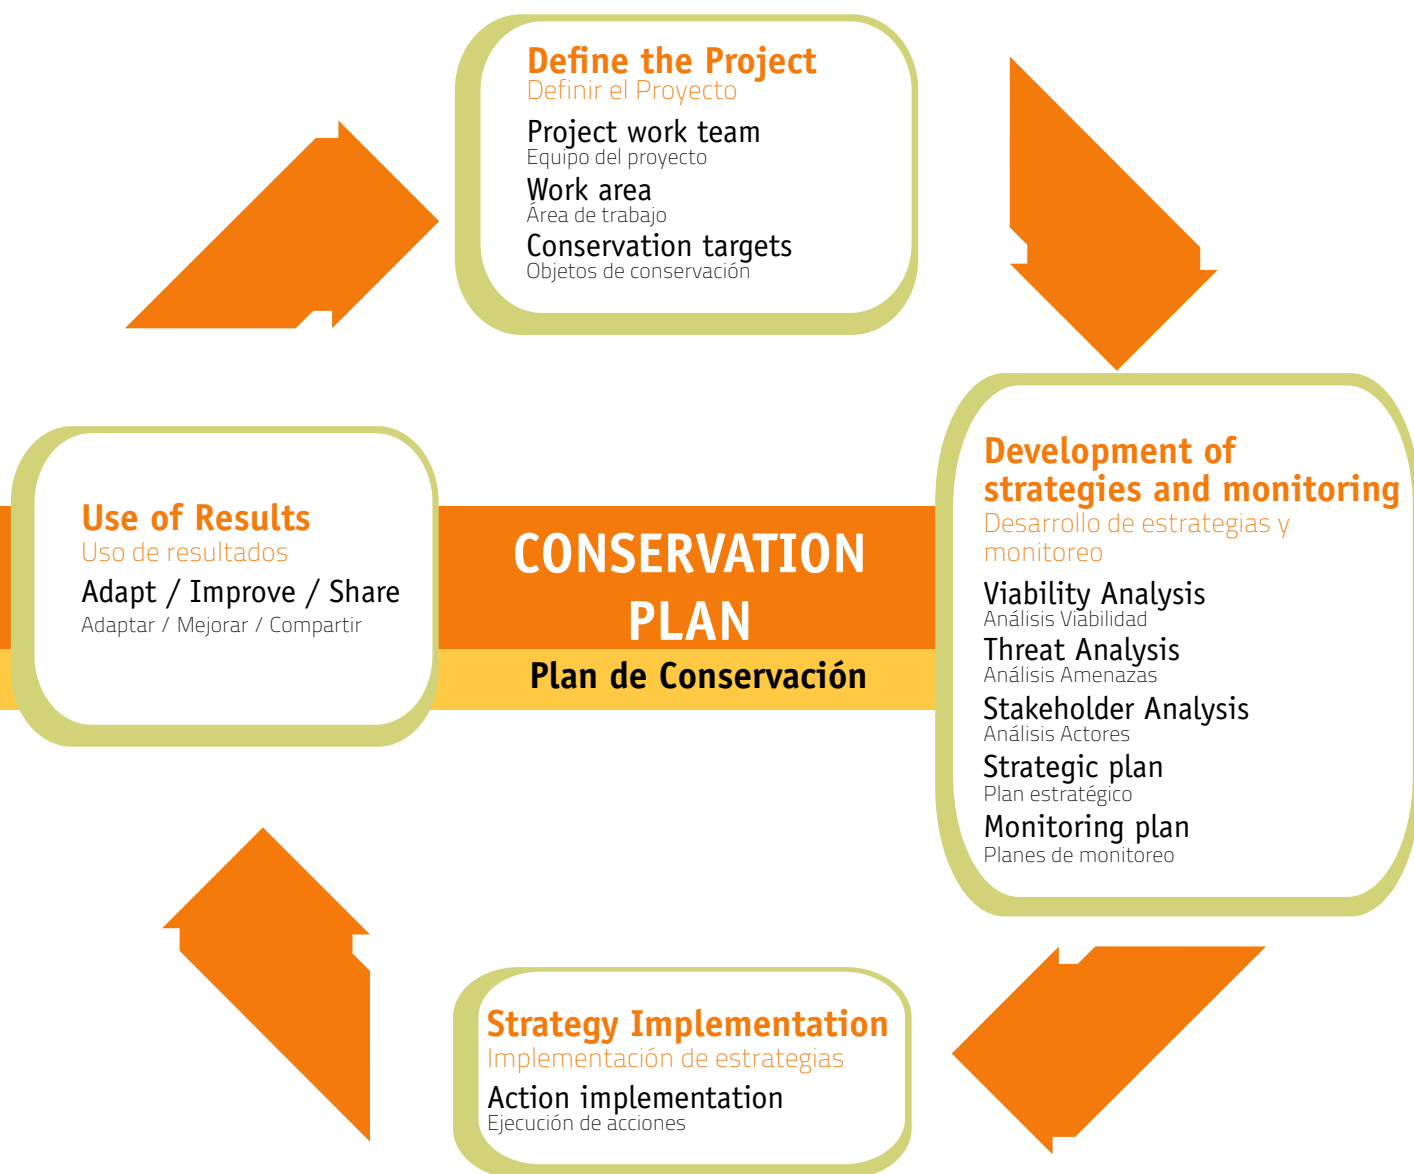 Define the Project
Definir el Proyecto
Project work team
Equipo del proyecto
Work area
Área de trabajo
Conservation targets
Objetos de conservación
Development of
strategies and monitoring
Desarrollo de estrategias y
monitoreo
Viability Analysis
Análisis Viabilidad
Threat Analysis
Análisis Amenazas
Stakeholder Analysis
Análisis Actores
Strategic plan
Plan estratégico
Monitoring plan
Planes de monitoreo
Strategy Implementation
Implementación de estrategias
Action implementation
Ejecución de acciones
Use of Results
Uso de resultados
Adapt / Improve / Share
Adaptar / Mejorar / Compartir
CONSERVATION
PLAN
Plan de Conservación